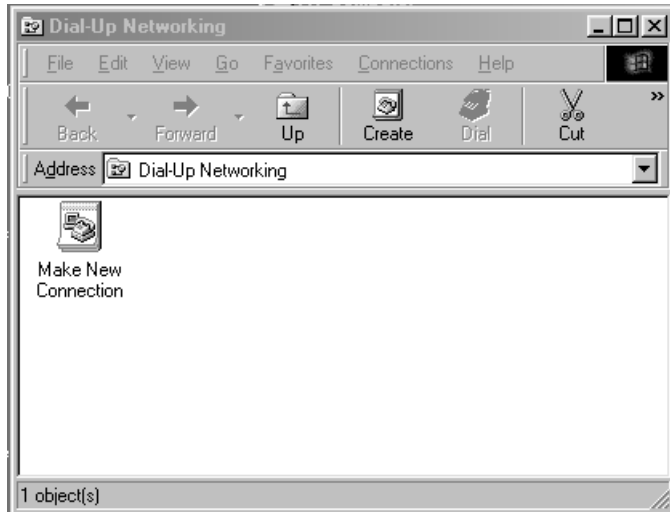 Dial-Up Networking
File Edit View Go Favorites Connections Help
Back Forward Up Create Dial Cut »
Address Dial-Up Networking
Make New
Connection
1 object(s)